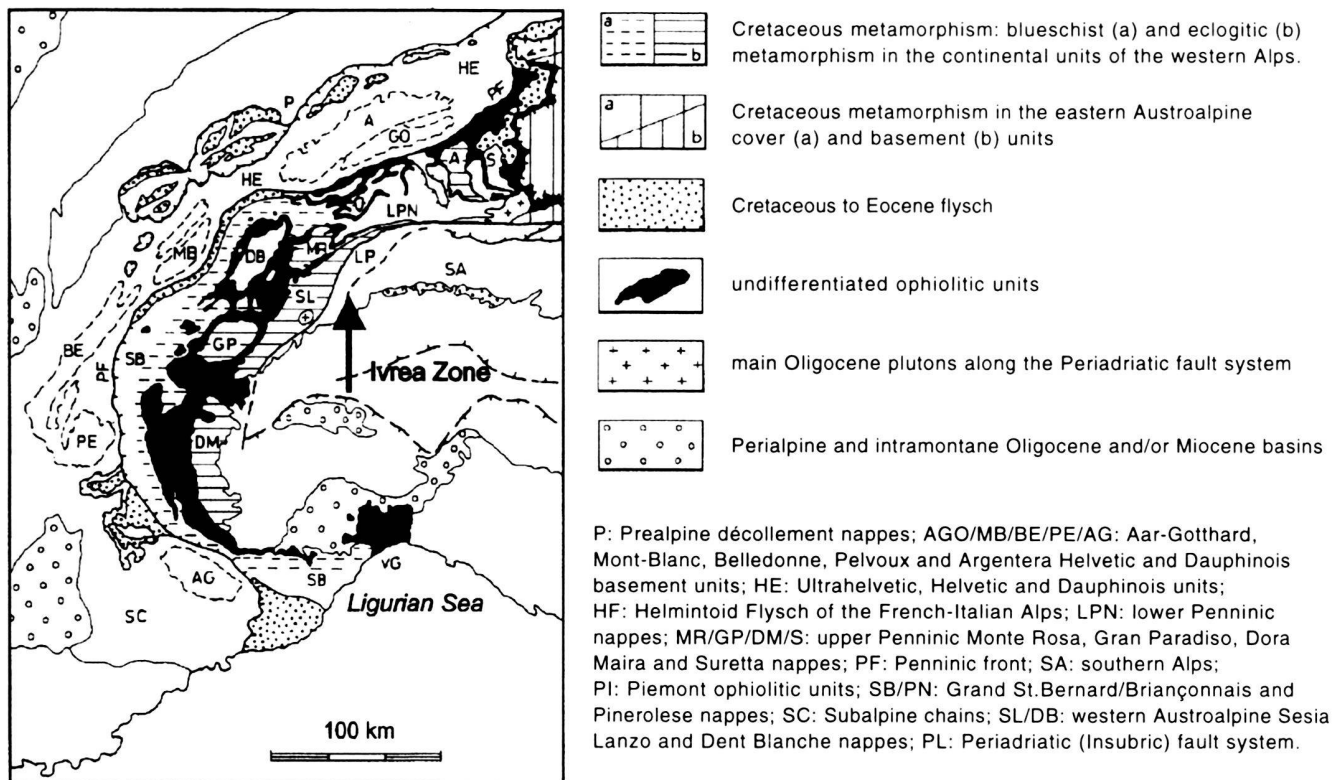 HE
PF
P
A
GO
HE
A
S
LPN
MB
DB
MR
LP
SA
SL
GP
BE
PF
SB
Ivrea Zone
PE
DM
AG
SB
VG
Ligurian Sea
SC
100 km
a
b
Cretaceous metamorphism: blueschist (a) and eclogitic (b)
metamorphism in the continental units of the western Alps.
a
b
Cretaceous metamorphism in the eastern Austroalpine
cover (a) and basement (b) units
Cretaceous to Eocene flysch
undifferentiated ophiolitic units
main Oligocene plutons along the Periadriatic fault system
Perialpine and intramontane Oligocene and/or Miocene basins
P: Prealpine décollement nappes; AGO/MB/BE/PE/AG: Aar-Gotthard,
Mont-Blanc, Belledonne, Pelvoux and Argentera Helvetic and Dauphinois
basement units; HE: Ultrahelvetic, Helvetic and Dauphinois units;
HF: Helmintoid Flysch of the French-Italian Alps; LPN: lower Penninic
nappes; MR/GP/DM/S: upper Penninic Monte Rosa, Gran Paradiso, Dora
Maira and Suretta nappes; PF: Penninic front; SA: southern Alps;
PI: Piemont ophiolitic units; SB/PN: Grand St.Bernard/Briançonnais and
Pinerolese nappes; SC: Subalpine chains; SL/DB: western Austroalpine Sesia
Lanzo and Dent Blanche nappes; PL: Periadriatic (Insubric) fault system.